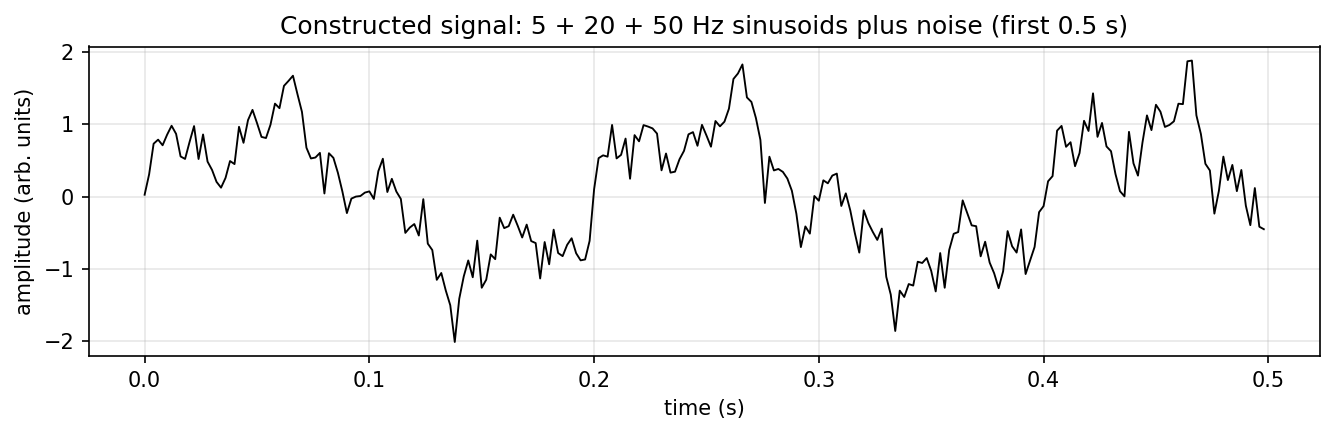 Constructed signal: 5 + 20 + 50 Hz sinusoids plus noise (first 0.5 s)
amplitude (arb. units)
2
1
0
−1
−2
0.0 0.1 0.2 0.3 0.4 0.5
time (s)